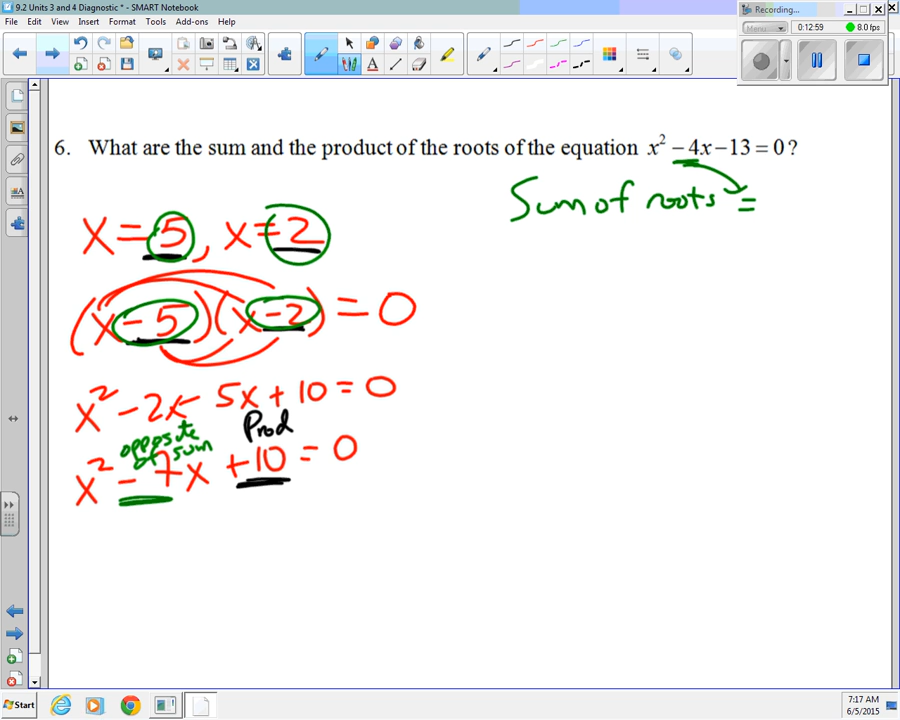 9.2 Units 3 and 4 Diagnostic * - SMART Notebook
Recording...
File Edit View Insert Format Tools Add-ons Help
Menu
0:12:59
8.0 fps
6. What are the sum and the product of the roots of the equation x² − 4x − 13 = 0?
Sum of roots =
x = 5, x = 2
(x − 5)(x − 2) = 0
x² − 2x − 5x + 10 = 0
opposite of sum
Prod
x² − 7x + 10 = 0
Start
7:17 AM
6/5/2015